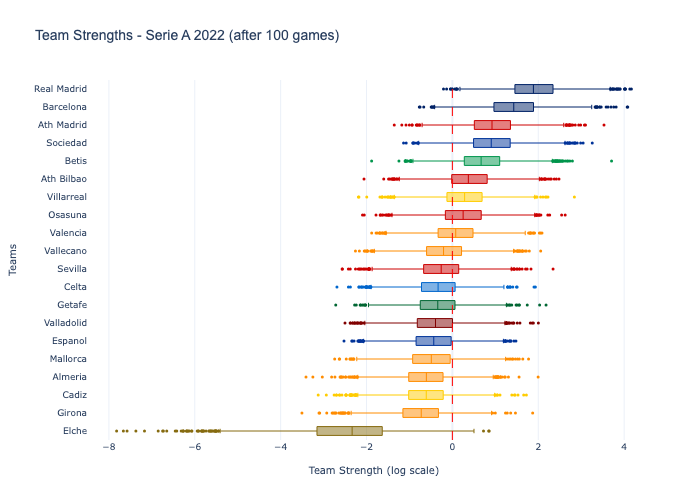 Team Strengths - Serie A 2022 (after 100 games)
Real Madrid
Barcelona
Ath Madrid
Sociedad
Betis
Ath Bilbao
Villarreal
Osasuna
Valencia
Vallecano
Sevilla
Celta
Getafe
Valladolid
Espanol
Mallorca
Almeria
Cadiz
Girona
Elche
−8 −6 −4 −2 0 2 4
Team Strength (log scale)
Teams